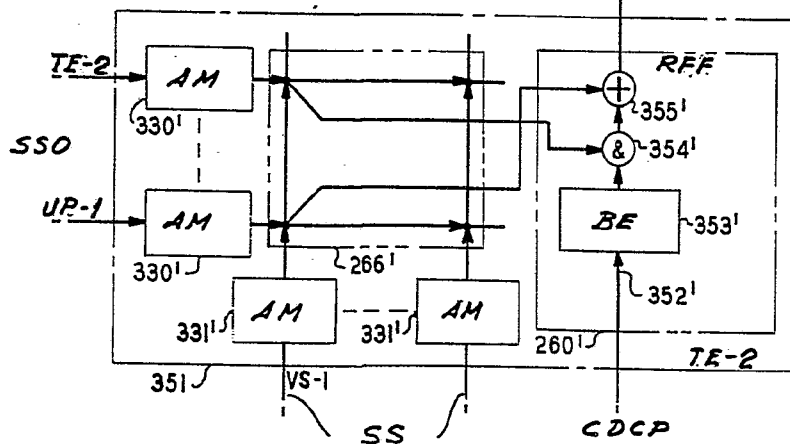 TE-2
AM
330'
RFF
+
355'
&
354'
SSO
UP-1
AM
330'
266'
BE
353'
352'
331'
AM
331'
AM
260'
TE-2
351
VS-1
SS
CDCP